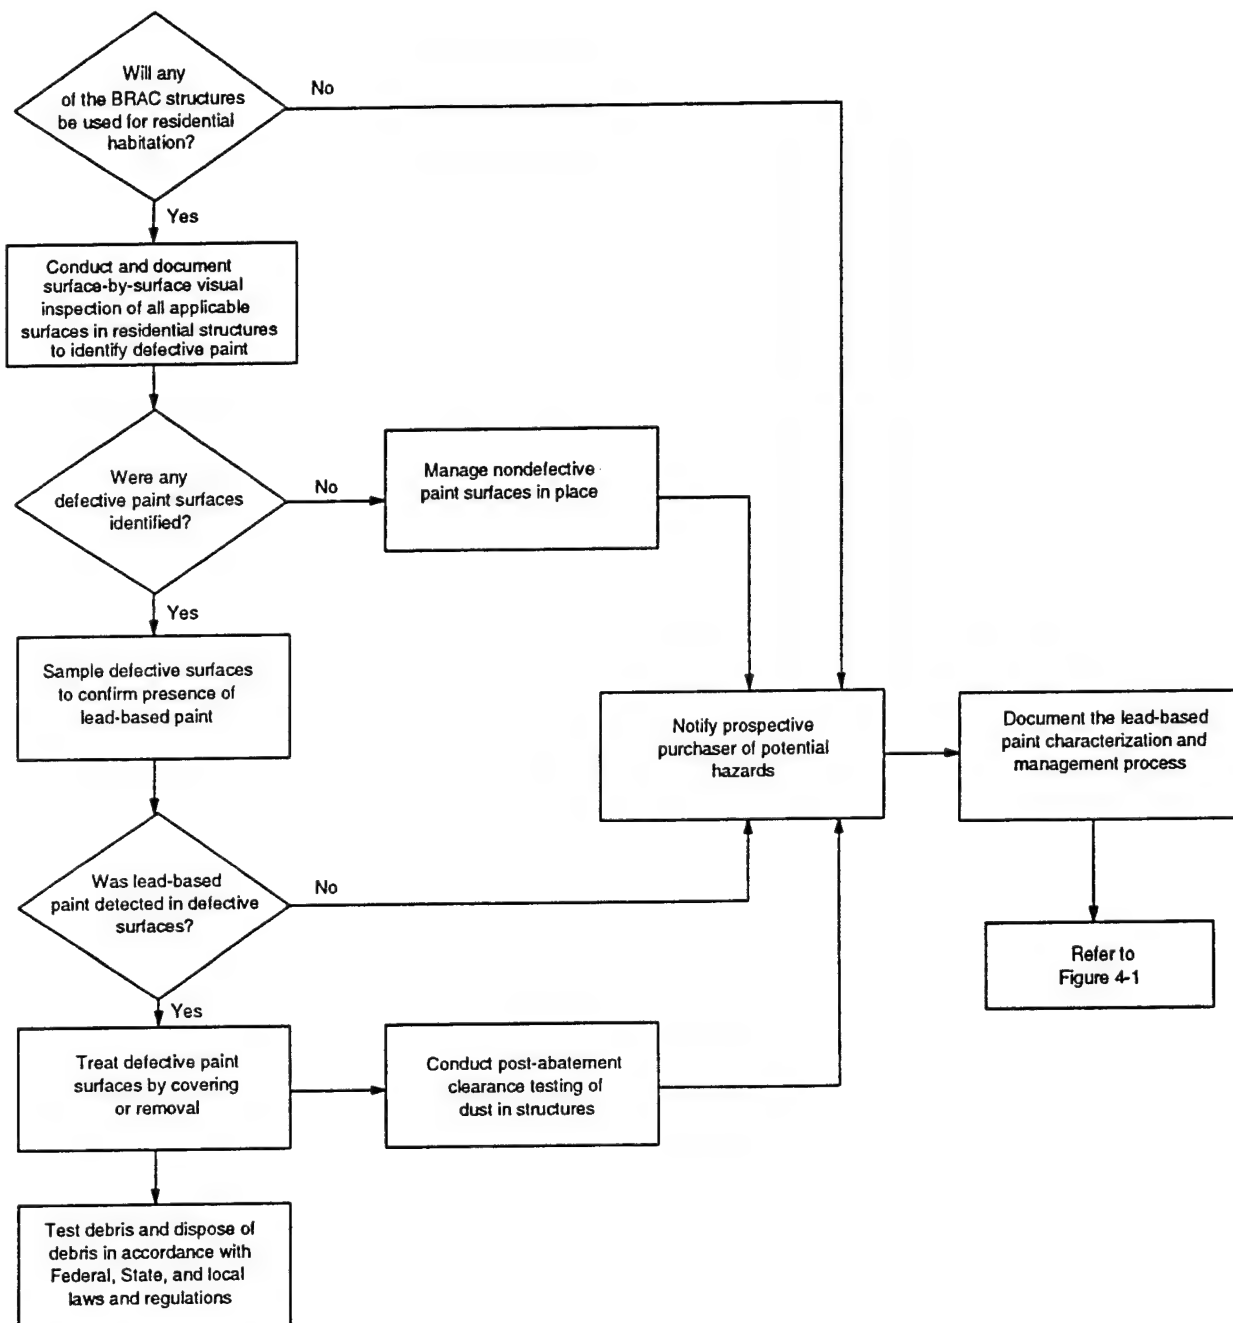 Will any
of the BRAC structures
be used for residential
habitation?
No
Yes
Conduct and document
surface-by-surface visual
inspection of all applicable
surfaces in residential structures
to identify defective paint
Were any
defective paint surfaces
identified?
No
Manage nondefective
paint surfaces in place
Yes
Sample defective surfaces
to confirm presence of
lead-based paint
Notify prospective
purchaser of potential
hazards
Document the lead-based
paint characterization and
management process
Was lead-based
paint detected in defective
surfaces?
No
Refer to
Figure 4-1
Yes
Treat defective paint
surfaces by covering
or removal
Conduct post-abatement
clearance testing of
dust in structures
Test debris and dispose of
debris in accordance with
Federal, State, and local
laws and regulations